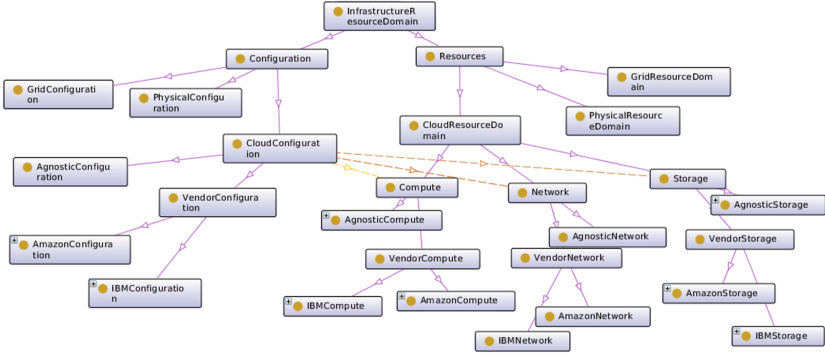 InfrastructureR
esourceDomain
Configuration
Resources
GridConfigurati
on
PhysicalConfigu
ration
GridResourceDom
ain
PhysicalResourc
eDomain
CloudConfigurat
ion
CloudResourceDo
main
AgnosticConfigu
ration
VendorConfigura
tion
Compute
Network
Storage
AgnosticStorage
AgnosticCompute
AmazonConfigura
tion
AgnosticNetwork
VendorStorage
VendorCompute
VendorNetwork
IBMConfiguratio
n
IBMCompute
AmazonCompute
AmazonStorage
AmazonNetwork
IBMNetwork
IBMStorage